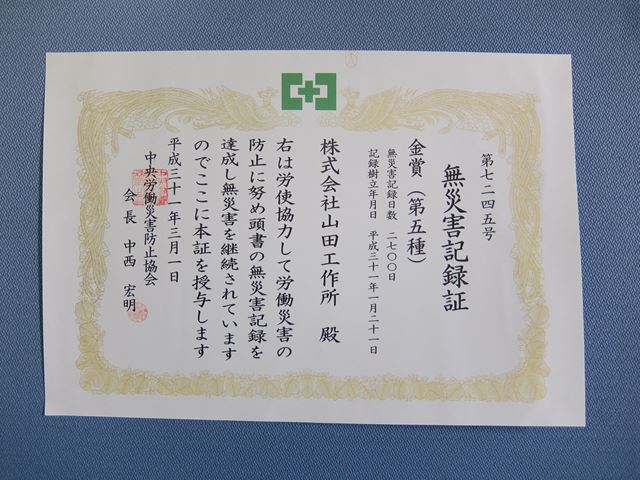 第七二四五号
無災害記録証
金賞（第五種）
無災害記録日数 二七〇〇日
記録樹立年月日 平成三十一年一月二十一日
株式会社山田工作所 殿
右は労使協力して労働災害の
防止に努め頭書の無災害記録を
達成し無災害を継続されています
のでここに本証を授与します
平成三十一年三月一日
中央労働災害防止協会
会長 中西 宏明